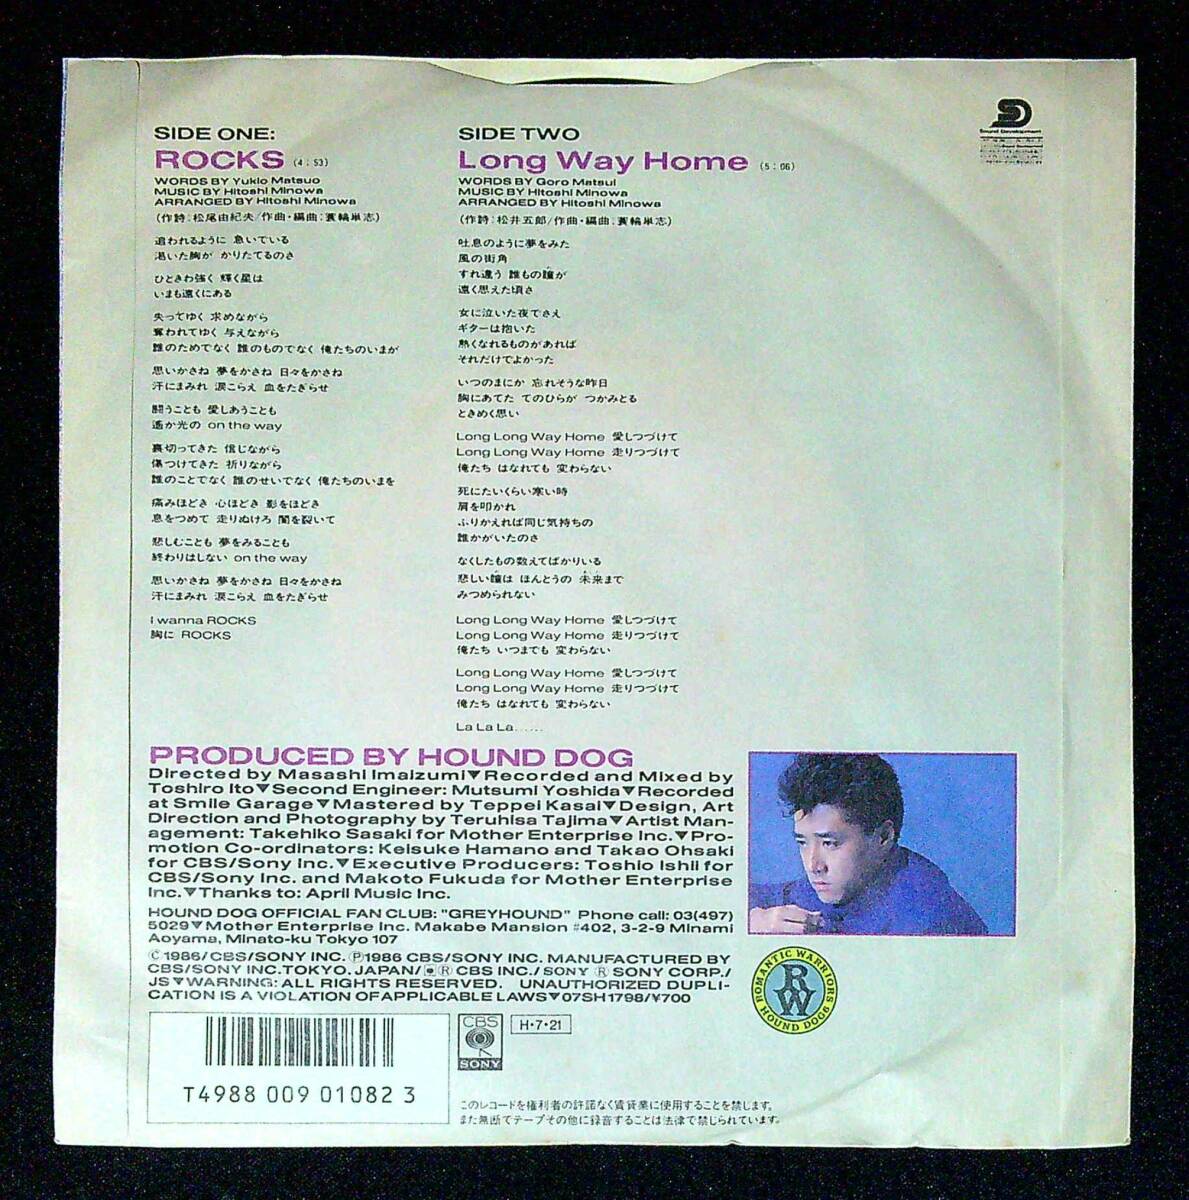 SIDE ONE:
ROCKS (4:53)
WORDS BY Yukio Matsuo
MUSIC BY Hitoshi Minowa
ARRANGED BY Hitoshi Minowa
(作詩:松尾由紀夫/作曲・編曲:蓑輪単志)
追われるように 急いでいる
渇いた胸が かりたてるのさ
ひときわ強く 輝く星は
いまも遠くにある
失ってゆく 求めながら
奪われてゆく 与えながら
誰のためでなく 誰のものでなく 俺たちのいまが
思いかさね 夢をかさね 日々をかさね
汗にまみれ 涙こらえ 血をたぎらせ
闘うことも 愛しあうことも
遥か光の on the way
裏切ってきた 信じながら
傷つけてきた 祈りながら
誰のことでなく 誰のせいでなく 俺たちのいまを
痛みほどき 心ほどき 影をほどき
息をつめて 走りぬけろ 闇を裂いて
悲しむことも 夢をみることも
終わりはしない on the way
思いかさね 夢をかさね 日々をかさね
汗にまみれ 涙こらえ 血をたぎらせ
I wanna ROCKS
胸に ROCKS
SIDE TWO
Long Way Home (5:06)
WORDS BY Goro Matsui
MUSIC BY Hitoshi Minowa
ARRANGED BY Hitoshi Minowa
(作詩:松井五郎/作曲・編曲:蓑輪単志)
吐息のように夢をみた
風の街角
すれ違う 誰もの瞳が
遠く思えた頃さ
女に泣いた夜でさえ
ギターは抱いた
熱くなれるものがあれば
それだけでよかった
いつのまにか 忘れそうな昨日
胸にあてた てのひらが つかみとる
ときめく思い
Long Long Way Home 愛しつづけて
Long Long Way Home 走りつづけて
俺たち はなれても 変わらない
死にたいくらい寒い時
肩を叩かれ
ふりかえれば同じ気持ちの
誰かがいたのさ
なくしたもの数えてばかりいる
悲しい瞳は ほんとうの 未来まで
みつめられない
Long Long Way Home 愛しつづけて
Long Long Way Home 走りつづけて
俺たち いつまでも 変わらない
Long Long Way Home 愛しつづけて
Long Long Way Home 走りつづけて
俺たち はなれても 変わらない
La La La……
Sound Development
PRODUCED BY HOUND DOG
Directed by Masashi Imaizumi▼Recorded and Mixed by
Toshiro Ito▼Second Engineer: Mutsumi Yoshida▼Recorded
at Smile Garage▼Mastered by Teppei Kasai▼Design, Art
Direction and Photography by Teruhisa Tajima▼Artist Man-
agement: Takehiko Sasaki for Mother Enterprise Inc.▼Pro-
motion Co-ordinators: Keisuke Hamano and Takao Ohsaki
for CBS/Sony Inc.▼Executive Producers: Toshio Ishii for
CBS/Sony Inc. and Makoto Fukuda for Mother Enterprise
Inc.▼Thanks to: April Music Inc.
HOUND DOG OFFICIAL FAN CLUB: "GREYHOUND" Phone call: 03(497)
5029▼Mother Enterprise Inc. Makabe Mansion #402, 3-2-9 Minami
Aoyama, Minato-ku Tokyo 107
Ⓒ1986/CBS/SONY INC. Ⓟ1986 CBS/SONY INC. MANUFACTURED BY
CBS/SONY INC. TOKYO. JAPAN/ ® CBS INC./SONY ® SONY CORP./
JS▼WARNING: ALL RIGHTS RESERVED. UNAUTHORIZED DUPLI-
CATION IS A VIOLATION OF APPLICABLE LAWS▼07SH1798/¥700
ROMANTIC WARRIORS
RW
HOUND DOG
T4988 009 01082 3
CBS
SONY
H・7・21
このレコードを権利者の許諾なく賃貸業に使用することを禁じます。
また無断でテープその他に録音することは法律で禁じられています。